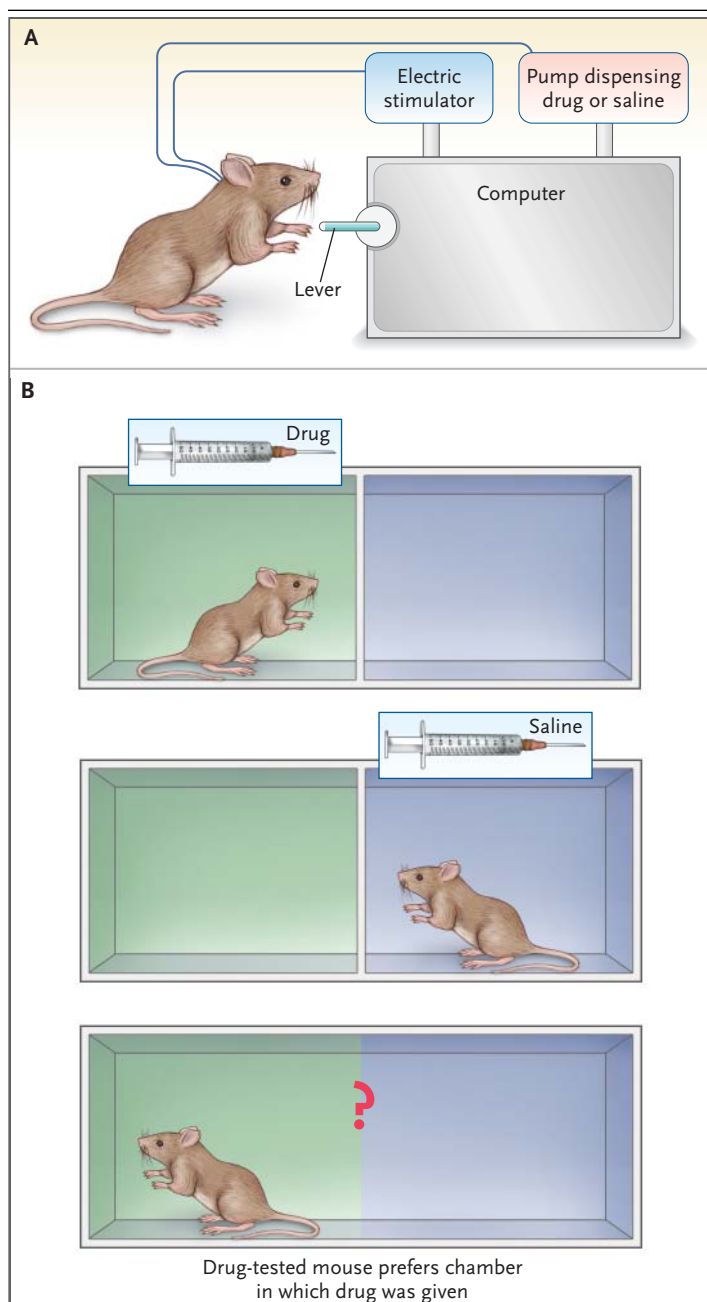 A
Electric
stimulator
Pump dispensing
drug or saline
Computer
Lever
B
Drug
Saline
?
Drug-tested mouse prefers chamber
in which drug was given